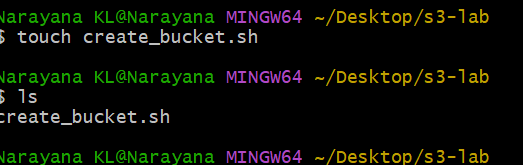 Narayana KL@Narayana MINGW64 ~/Desktop/s3-lab
$ touch create_bucket.sh
Narayana KL@Narayana MINGW64 ~/Desktop/s3-lab
$ ls
create_bucket.sh
Narayana KL@Narayana MINGW64 ~/Desktop/s3-lab